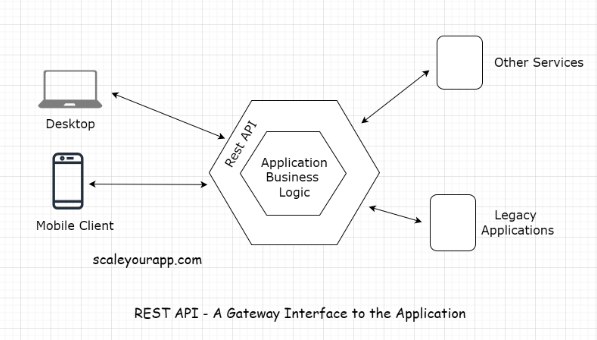 Other Services
Desktop
Rest API
Application
Business
Logic
Mobile Client
Legacy
Applications
scaleyourapp.com
REST API - A Gateway Interface to the Application